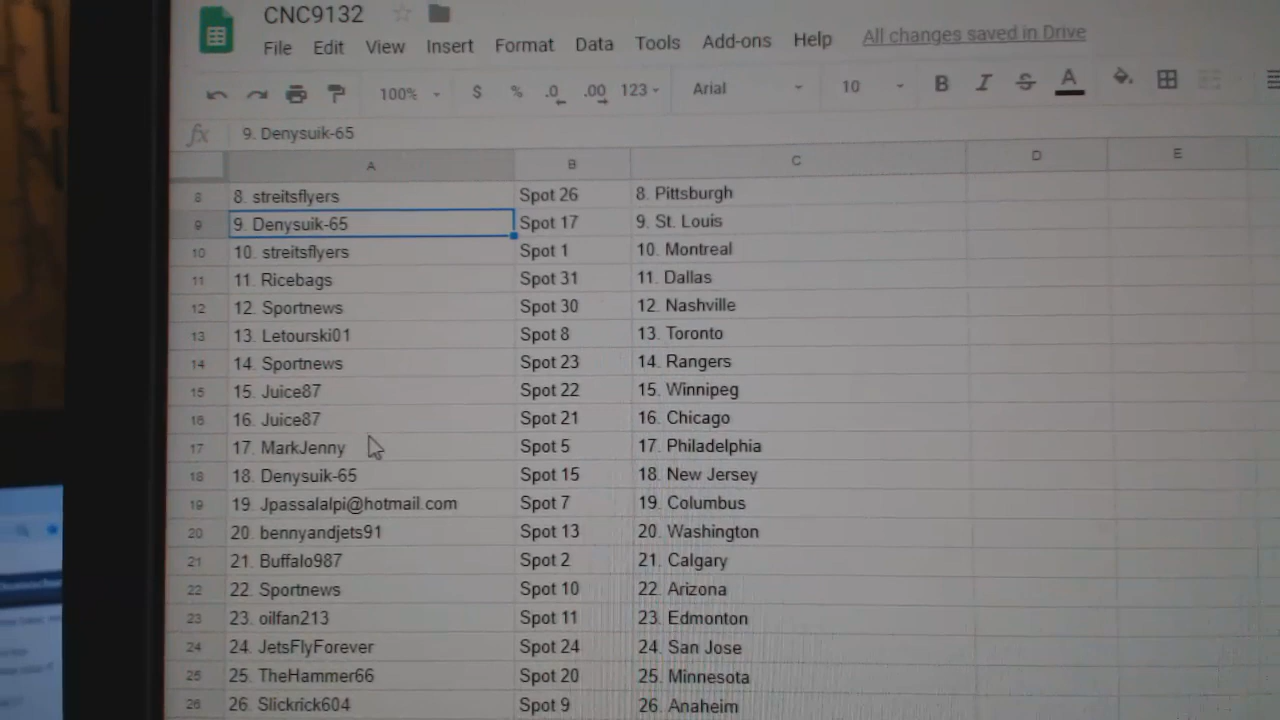 CNC9132
File Edit View Insert Format Data Tools Add-ons Help All changes saved in Drive
100% $ % .0 .00 123 Arial 10 B I S A
fx 9. Denysuik-65
A B C D E
8 8. streitsflyers Spot 26 8. Pittsburgh
9 9. Denysuik-65 Spot 17 9. St. Louis
10 10. streitsflyers Spot 1 10. Montreal
11 11. Ricebags Spot 31 11. Dallas
12 12. Sportnews Spot 30 12. Nashville
13 13. Letourski01 Spot 8 13. Toronto
14 14. Sportnews Spot 23 14. Rangers
15 15. Juice87 Spot 22 15. Winnipeg
16 16. Juice87 Spot 21 16. Chicago
17 17. MarkJenny Spot 5 17. Philadelphia
18 18. Denysuik-65 Spot 15 18. New Jersey
19 19. Jpassalalpi@hotmail.com Spot 7 19. Columbus
20 20. bennyandjets91 Spot 13 20. Washington
21 21. Buffalo987 Spot 2 21. Calgary
22 22. Sportnews Spot 10 22. Arizona
23 23. oilfan213 Spot 11 23. Edmonton
24 24. JetsFlyForever Spot 24 24. San Jose
25 25. TheHammer66 Spot 20 25. Minnesota
26 26. Slickrick604 Spot 9 26. Anaheim